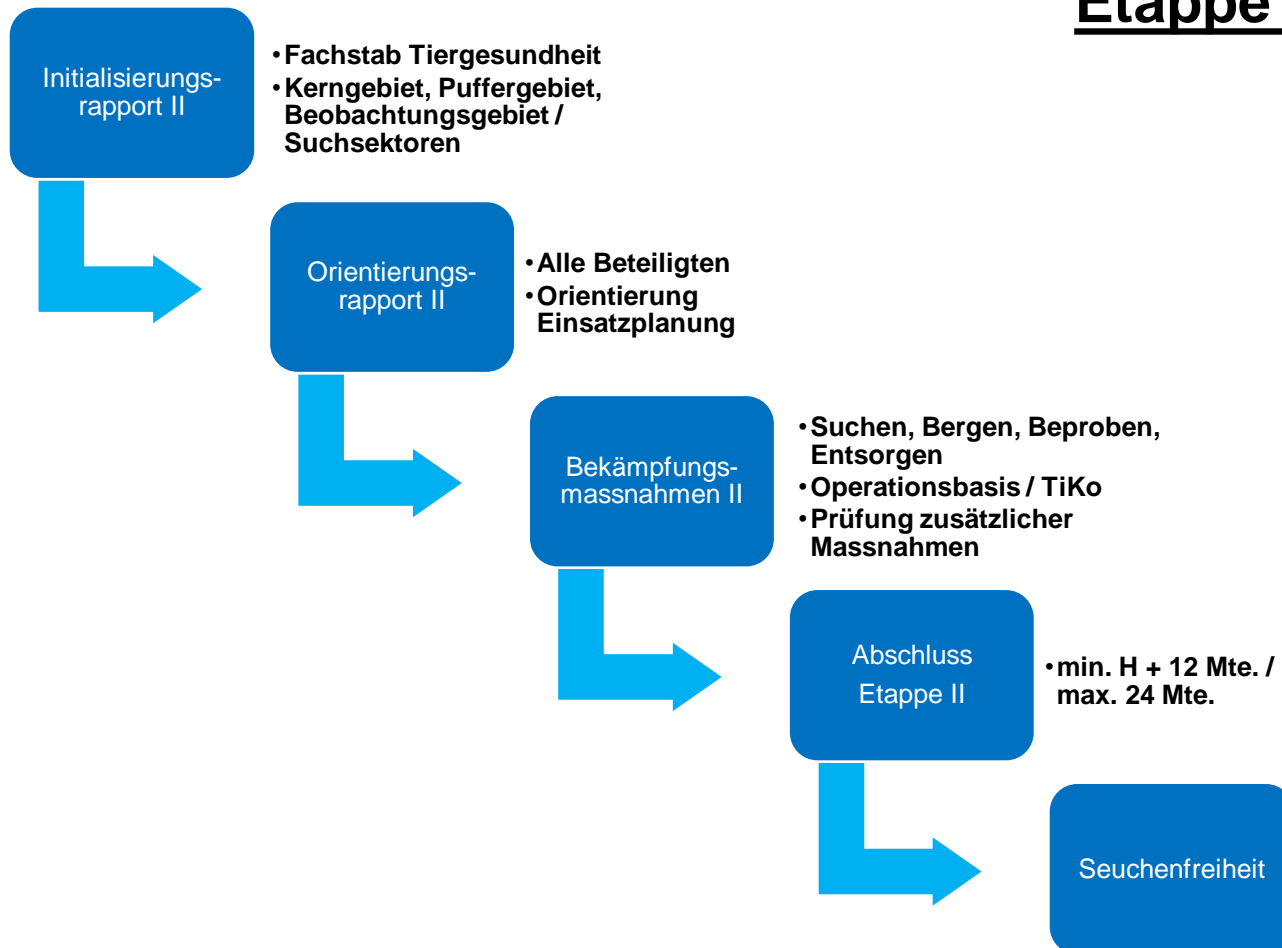 Etappe
Initialisierungs-
rapport II
•Fachstab Tiergesundheit
•Kerngebiet, Puffergebiet,
Beobachtungsgebiet /
Suchsektoren
Orientierungs-
rapport II
•Alle Beteiligten
•Orientierung
Einsatzplanung
Bekämpfungs-
massnahmen II
•Suchen, Bergen, Beproben,
Entsorgen
•Operationsbasis / TiKo
•Prüfung zusätzlicher
Massnahmen
Abschluss
Etappe II
•min. H + 12 Mte. /
max. 24 Mte.
Seuchenfreiheit